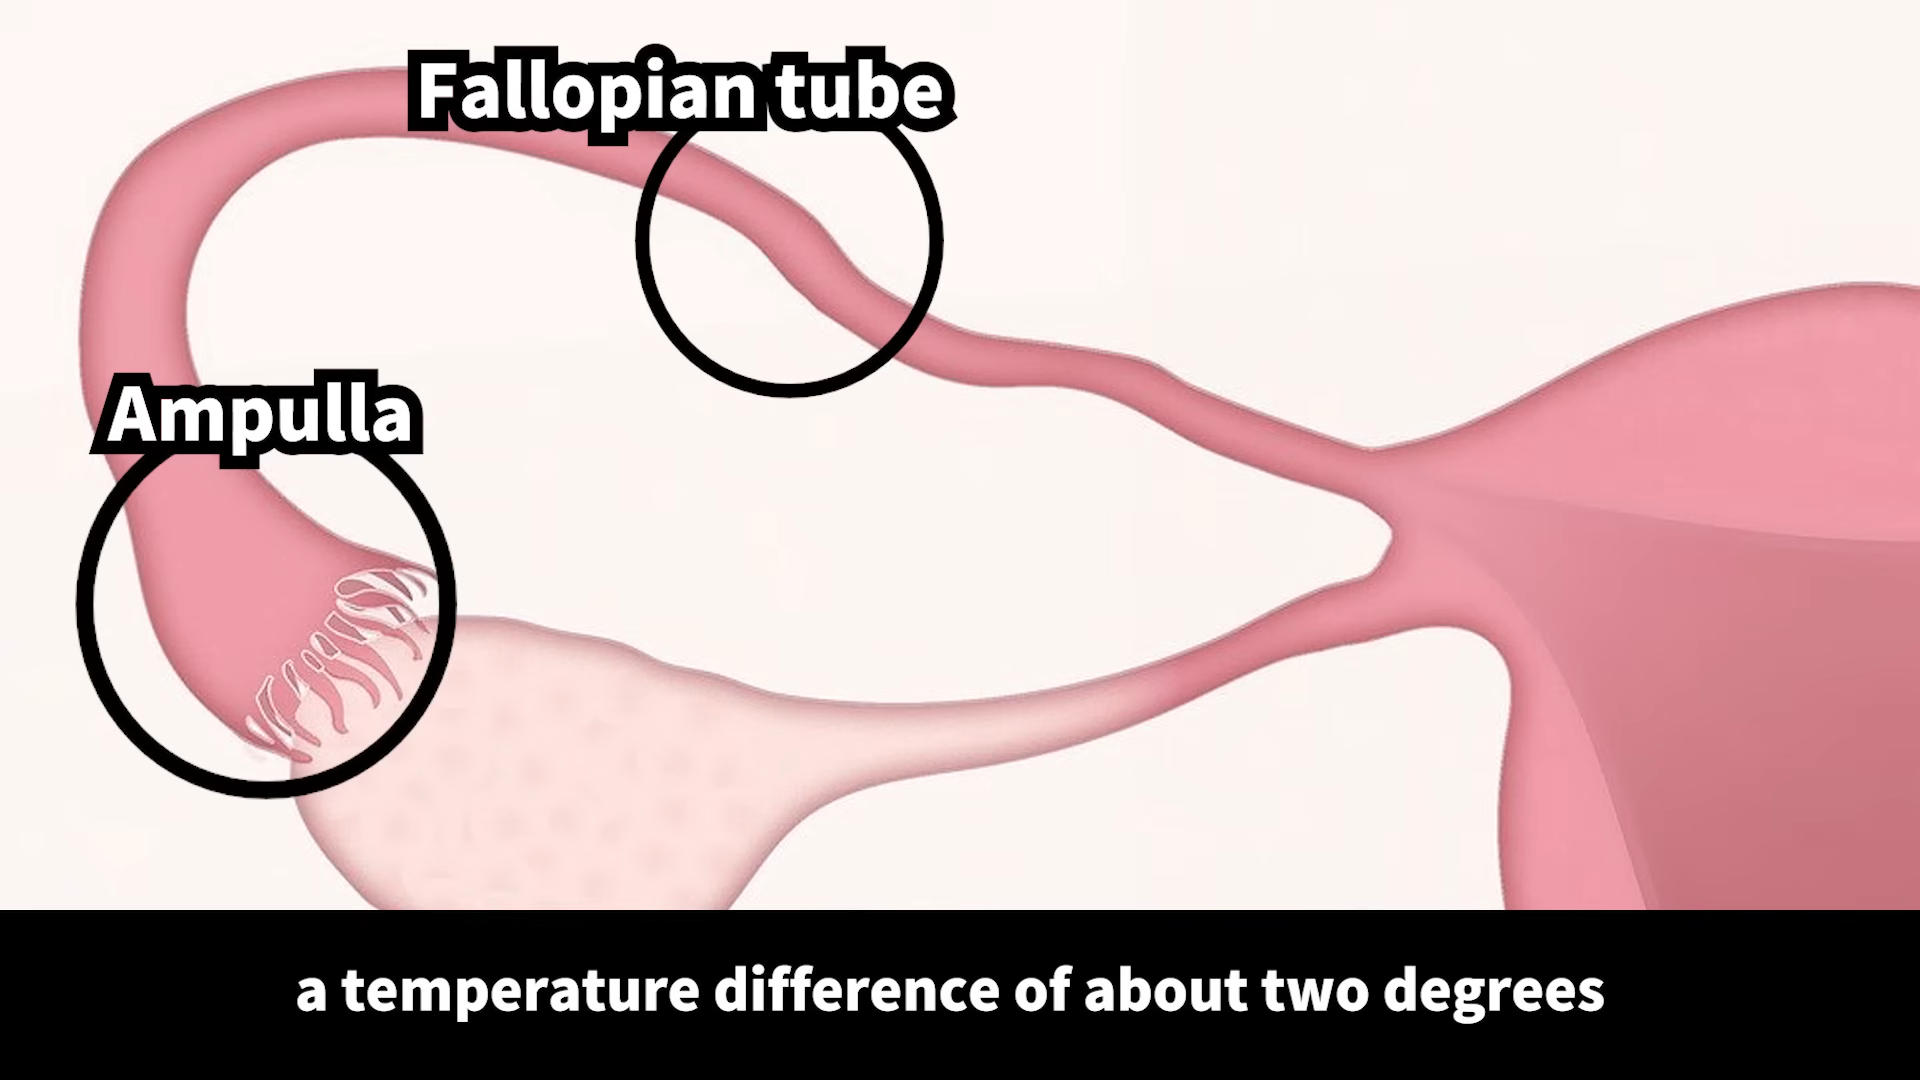 Fallopian tube
Ampulla
a temperature difference of about two degrees